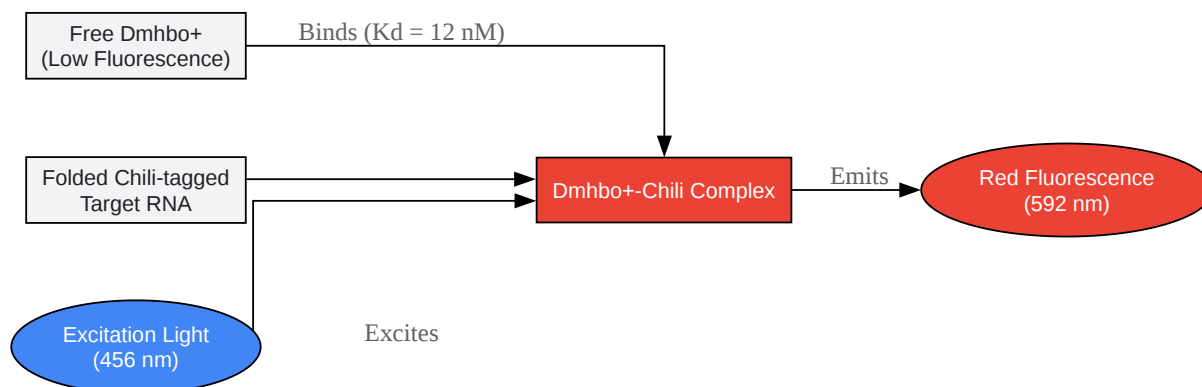 Free Dmhbo+
(Low Fluorescence)
Binds (Kd = 12 nM)
Folded Chili-tagged
Target RNA
Dmhbo+-Chili Complex
Emits
Red Fluorescence
(592 nm)
Excitation Light
(456 nm)
Excites